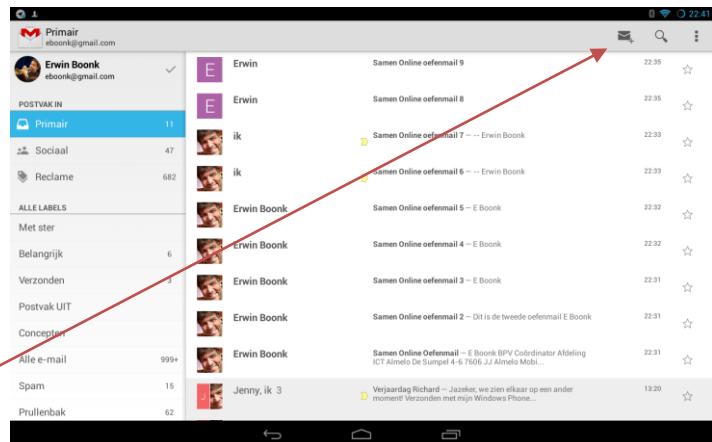 22:41
Primair
eboonk@gmail.com
Erwin Boonk
eboonk@gmail.com
POSTVAK IN
Primair 11
Sociaal 47
Reclame 682
ALLE LABELS
Met ster
Belangrijk 6
Verzonden 3
Postvak UIT
Concepten
Alle e-mail 999+
Spam 15
Prullenbak 62
E Erwin Samen Online oefenmail 9 22:35
E Erwin Samen Online oefenmail 8 22:35
ik Samen Online oefenmail 7 – -- Erwin Boonk 22:33
ik Samen Online oefenmail 6 – -- Erwin Boonk 22:33
Erwin Boonk Samen Online oefenmail 5 – E Boonk 22:32
Erwin Boonk Samen Online oefenmail 4 – E Boonk 22:32
Erwin Boonk Samen Online oefenmail 3 – E Boonk 22:31
Erwin Boonk Samen Online oefenmail 2 – Dit is de tweede oefenmail E Boonk 22:31
Erwin Boonk Samen Online Oefenmail – E Boonk BPV Coördinator Afdeling 22:31
ICT Almelo De Sumpel 4-6 7606 JJ Almelo Mobi...
J Jenny, ik 3 Verjaardag Richard – Jazeker, we zien elkaar op een ander 13:20
moment! Verzonden met mijn Windows Phone...